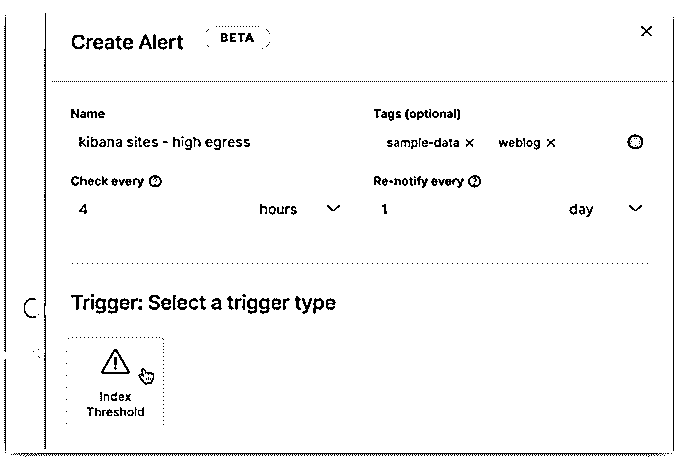 Create Alert BETA
Name Tags (optional)
kibana sites - high egress sample-data × weblog ×
Check every Re-notify every
4 hours 1 day
Trigger: Select a trigger type
Index
Threshold